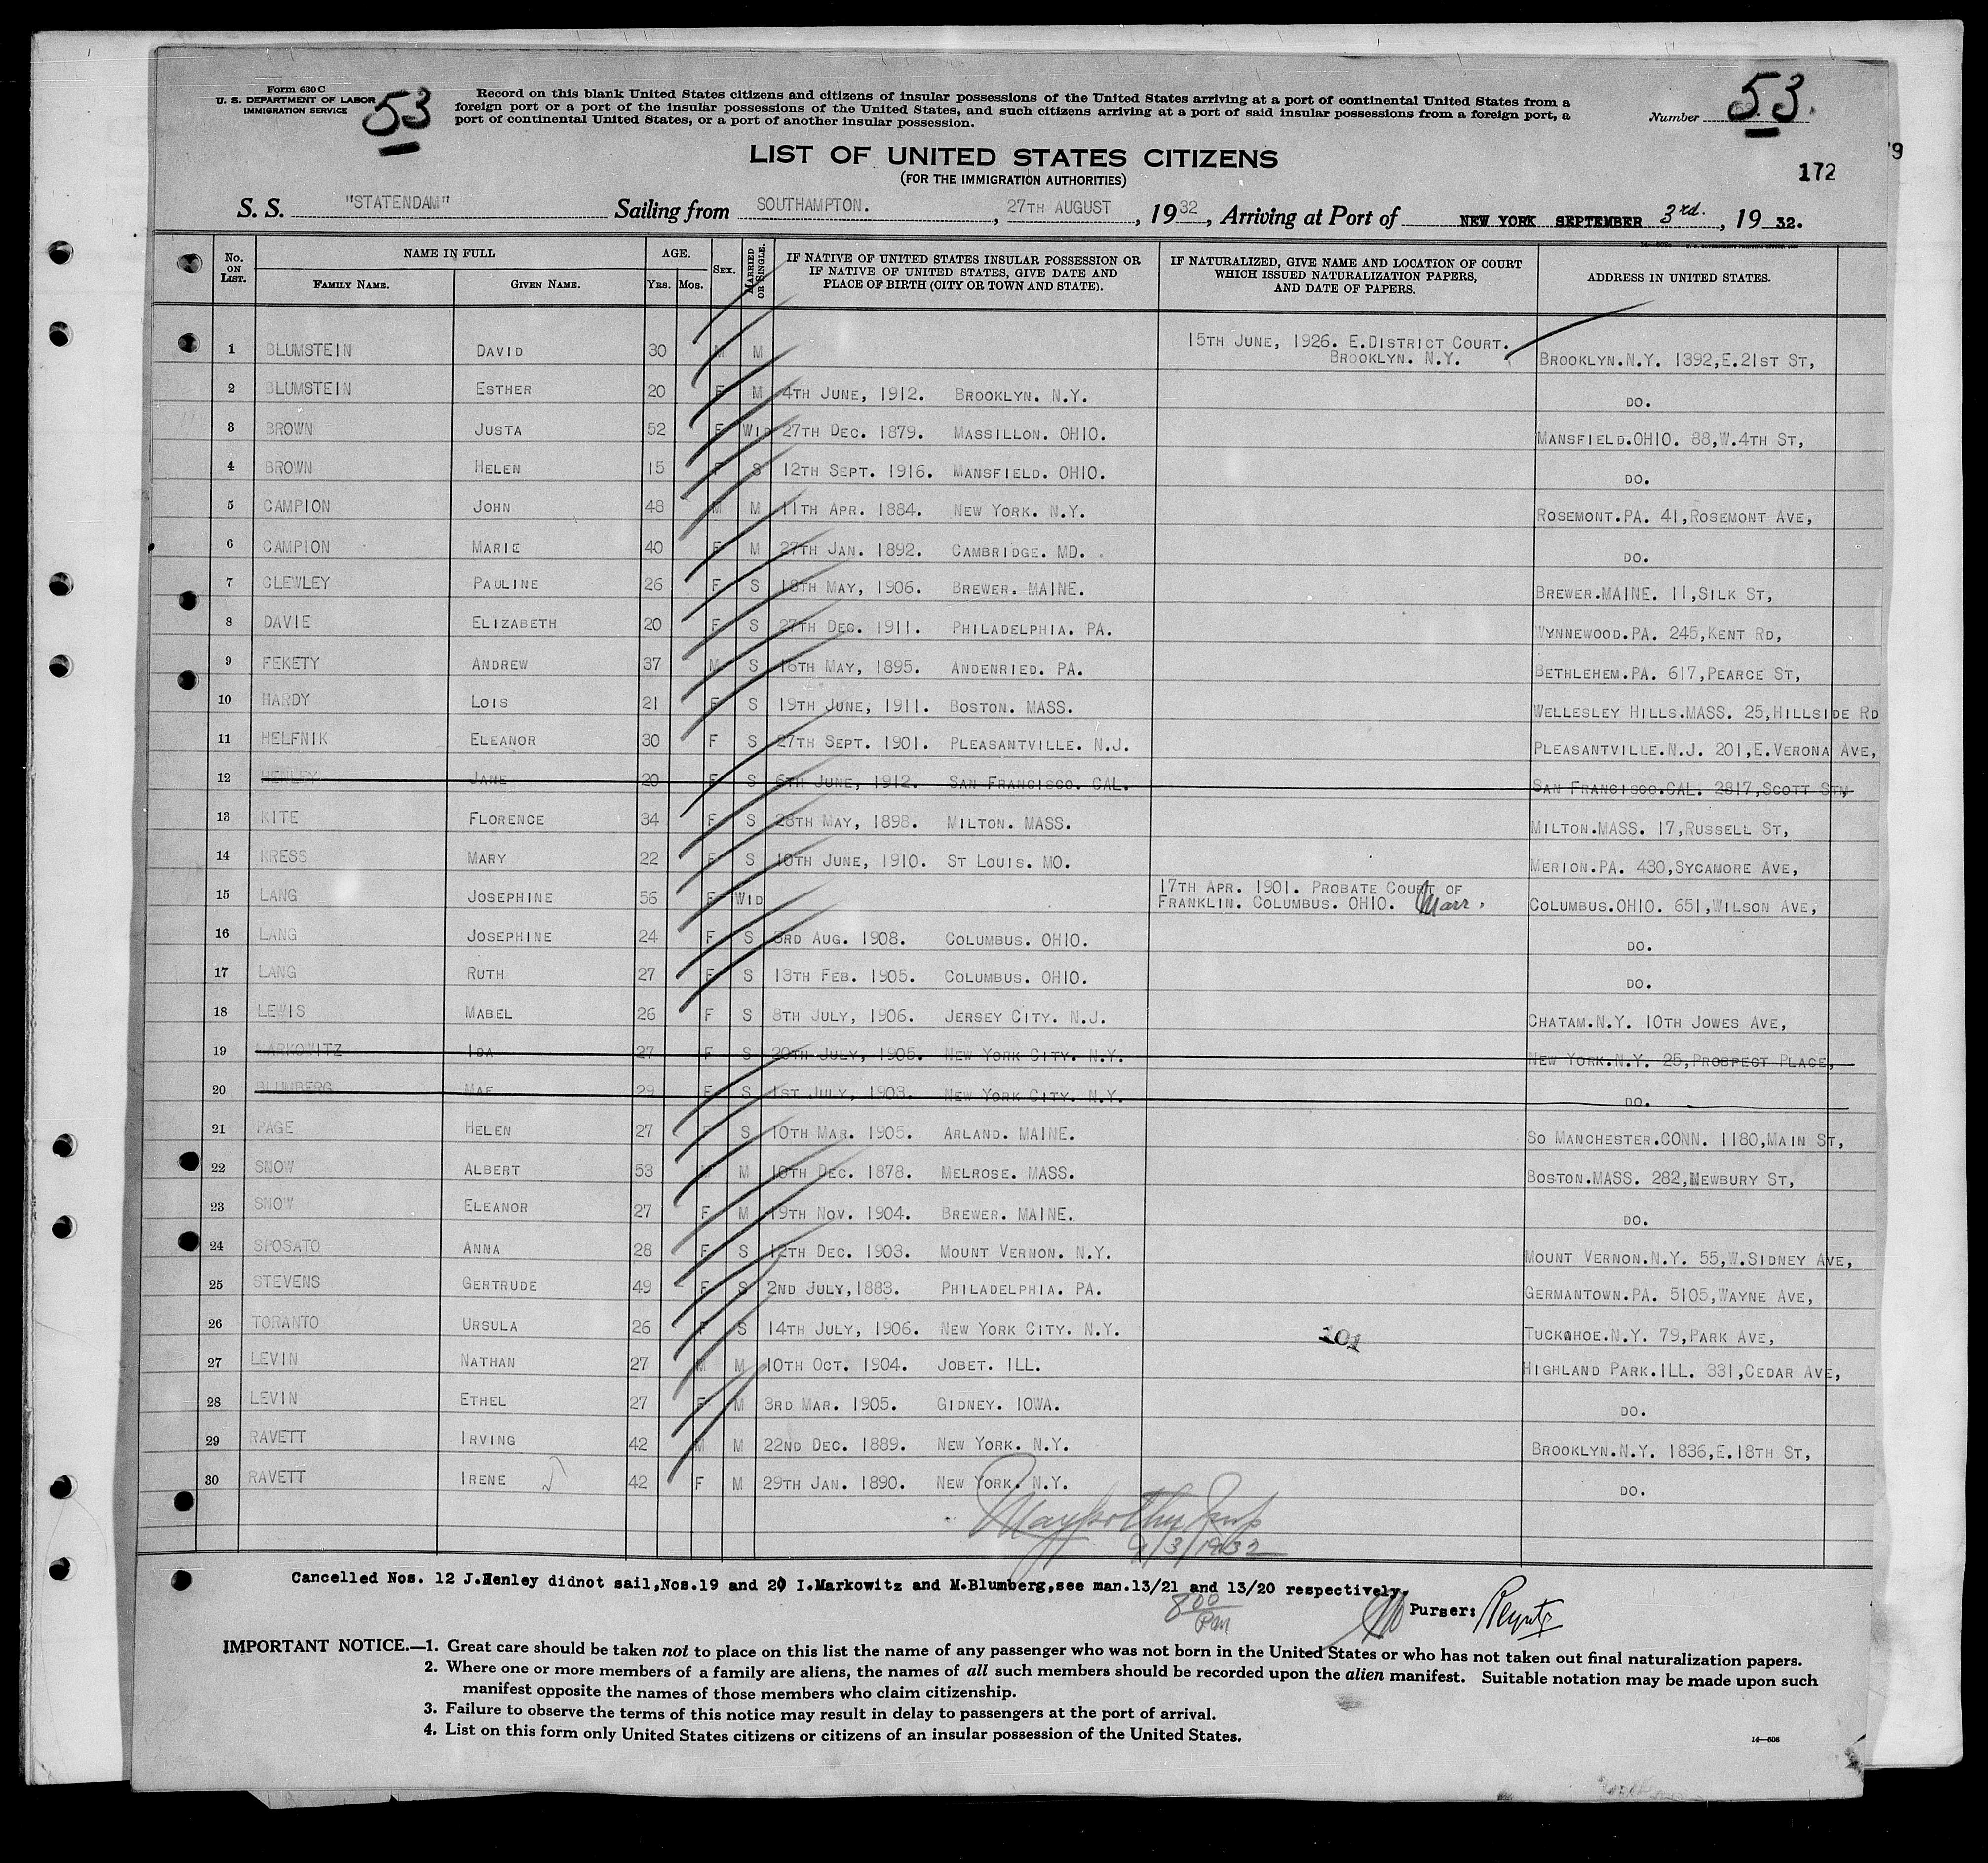 Form 630 C
U. S. DEPARTMENT OF LABOR
IMMIGRATION SERVICE
53
Record on this blank United States citizens and citizens of insular possessions of the United States arriving at a port of continental United States from a
foreign port or a port of the insular possessions of the United States, and such citizens arriving at a port of said insular possessions from a foreign port, a
port of continental United States, or a port of another insular possession.
Number 53.
LIST OF UNITED STATES CITIZENS
(FOR THE IMMIGRATION AUTHORITIES)
172
S. S. "STATENDAM" Sailing from SOUTHAMPTON. , 27TH AUGUST , 1932, Arriving at Port of NEW YORK SEPTEMBER 3rd. , 19 32.
No. ON LIST. NAME IN FULL AGE. SEX. MARRIED OR SINGLE. IF NATIVE OF UNITED STATES INSULAR POSSESSION OR IF NATIVE OF UNITED STATES, GIVE DATE AND PLACE OF BIRTH (CITY OR TOWN AND STATE). IF NATURALIZED, GIVE NAME AND LOCATION OF COURT WHICH ISSUED NATURALIZATION PAPERS, AND DATE OF PAPERS. ADDRESS IN UNITED STATES.
FAMILY NAME. GIVEN NAME. YRS. MOS.
1 BLUMSTEIN DAVID 30 M M 15TH JUNE, 1926. E.DISTRICT COURT. BROOKLYN. N.Y. BROOKLYN.N.Y. 1392,E.21ST ST,
2 BLUMSTEIN ESTHER 20 F M 4TH JUNE, 1912. BROOKLYN. N.Y. DO.
3 BROWN JUSTA 52 F WID 27TH DEC. 1879. MASSILLON. OHIO. MANSFIELD.OHIO. 88,W.4TH ST,
4 BROWN HELEN 15 F S 12TH SEPT. 1916. MANSFIELD. OHIO. DO.
5 CAMPION JOHN 48 M M 11TH APR. 1884. NEW YORK. N.Y. ROSEMONT.PA. 41,ROSEMONT AVE,
6 CAMPION MARIE 40 F M 27TH JAN. 1892. CAMBRIDGE. MD. DO.
7 CLEWLEY PAULINE 26 F S 18TH MAY, 1906. BREWER. MAINE. BREWER.MAINE. 11,SILK ST,
8 DAVIE ELIZABETH 20 F S 27TH DEC. 1911. PHILADELPHIA. PA. WYNNEWOOD.PA. 245,KENT RD,
9 FEKETY ANDREW 37 M S 16TH MAY, 1895. ANDENRIED. PA. BETHLEHEM.PA. 617,PEARCE ST,
10 HARDY LOIS 21 F S 19TH JUNE, 1911. BOSTON. MASS. WELLESLEY HILLS.MASS. 25,HILLSIDE RD
11 HELFNIK ELEANOR 30 F S 27TH SEPT. 1901. PLEASANTVILLE. N.J. PLEASANTVILLE.N.J. 201,E.VERONA AVE,
12 HENLEY JANE 20 F S 6TH JUNE, 1912. SAN FRANCISCO. CAL. SAN FRANCISCO.CAL. 2817,SCOTT ST,
13 KITE FLORENCE 34 F S 28TH MAY, 1898. MILTON. MASS. MILTON.MASS. 17,RUSSELL ST,
14 KRESS MARY 22 F S 10TH JUNE, 1910. ST LOUIS. MO. MERION.PA. 430,SYCAMORE AVE,
15 LANG JOSEPHINE 56 F WID 17TH APR. 1901. PROBATE COURT OF FRANKLIN. COLUMBUS. OHIO. Marr. COLUMBUS.OHIO. 651,WILSON AVE,
16 LANG JOSEPHINE 24 F S 3RD AUG. 1908. COLUMBUS. OHIO. DO.
17 LANG RUTH 27 F S 13TH FEB. 1905. COLUMBUS. OHIO. DO.
18 LEWIS MABEL 26 F S 8TH JULY, 1906. JERSEY CITY. N.J. CHATAM.N.Y. 10TH JOWES AVE,
19 MARKOWITZ IDA 27 F S 20TH JULY, 1905. NEW YORK CITY. N.Y. NEW YORK.N.Y. 25,PROSPECT PLACE,
20 BLUMBERG MAE 29 F S 1ST JULY, 1903. NEW YORK CITY. N.Y. DO.
21 PAGE HELEN 27 F S 10TH MAR. 1905. ARLAND. MAINE. SO MANCHESTER.CONN. 1180,MAIN ST,
22 SNOW ALBERT 53 M M 10TH DEC. 1878. MELROSE. MASS. BOSTON.MASS. 282,NEWBURY ST,
23 SNOW ELEANOR 27 F M 19TH NOV. 1904. BREWER. MAINE. DO.
24 SPOSATO ANNA 28 F S 12TH DEC. 1903. MOUNT VERNON. N.Y. MOUNT VERNON.N.Y. 55,W.SIDNEY AVE,
25 STEVENS GERTRUDE 49 F S 2ND JULY,1883. PHILADELPHIA. PA. GERMANTOWN.PA. 5105,WAYNE AVE,
26 TORANTO URSULA 26 F S 14TH JULY, 1906. NEW YORK CITY. N.Y. 101 TUCKAHOE.N.Y. 79,PARK AVE,
27 LEVIN NATHAN 27 M M 10TH OCT. 1904. JOBET. ILL. HIGHLAND PARK.ILL. 331,CEDAR AVE,
28 LEVIN ETHEL 27 F M 3RD MAR. 1905. GIDNEY. IOWA. DO.
29 RAVETT IRVING 42 M M 22ND DEC. 1889. NEW YORK. N.Y. BROOKLYN.N.Y. 1836,E.18TH ST,
30 RAVETT IRENE 42 F M 29TH JAN. 1890. NEW YORK. N.Y. DO.
9/3/1932
Cancelled Nos. 12 J.Henley didnot sail,Nos.19 and 20 I.Markowitz and M.Blumberg,see man.13/21 and 13/20 respectively.
8 00 PM
Purser:
IMPORTANT NOTICE.—1. Great care should be taken not to place on this list the name of any passenger who was not born in the United States or who has not taken out final naturalization papers.
2. Where one or more members of a family are aliens, the names of all such members should be recorded upon the alien manifest. Suitable notation may be made upon such
manifest opposite the names of those members who claim citizenship.
3. Failure to observe the terms of this notice may result in delay to passengers at the port of arrival.
4. List on this form only United States citizens or citizens of an insular possession of the United States.
14—608